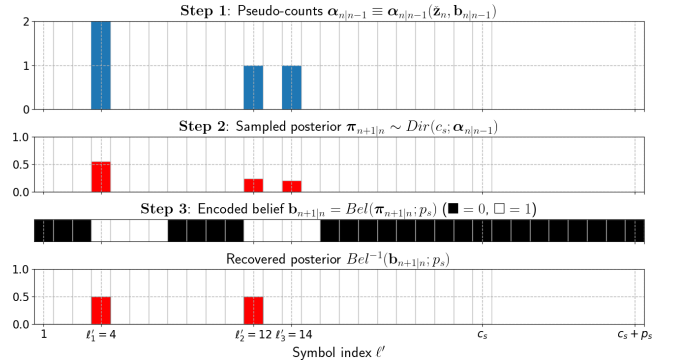 Step 1: Pseudo-counts α_{n|n−1} ≡ α_{n|n−1}(z̄_n, b_{n|n−1})
2
1
0
Step 2: Sampled posterior π_{n+1|n} ∼ Dir(c_s; α_{n|n−1})
1.0
0.5
0.0
Step 3: Encoded belief b_{n+1|n} = Bel(π_{n+1|n}; p_s) (■ = 0, □ = 1)
Recovered posterior Bel^{−1}(b_{n+1|n}; p_s)
1.0
0.5
0.0
1 ℓ′_1 = 4 ℓ′_2 = 12 ℓ′_3 = 14 c_s c_s + p_s
Symbol index ℓ′